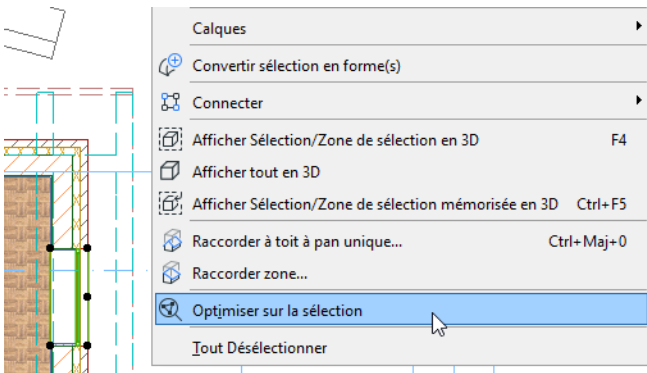 Calques
Convertir sélection en forme(s)
Connecter
Afficher Sélection/Zone de sélection en 3D F4
Afficher tout en 3D
Afficher Sélection/Zone de sélection mémorisée en 3D Ctrl+F5
Raccorder à toit à pan unique... Ctrl+Maj+0
Raccorder zone...
Optimiser sur la sélection
Tout Désélectionner